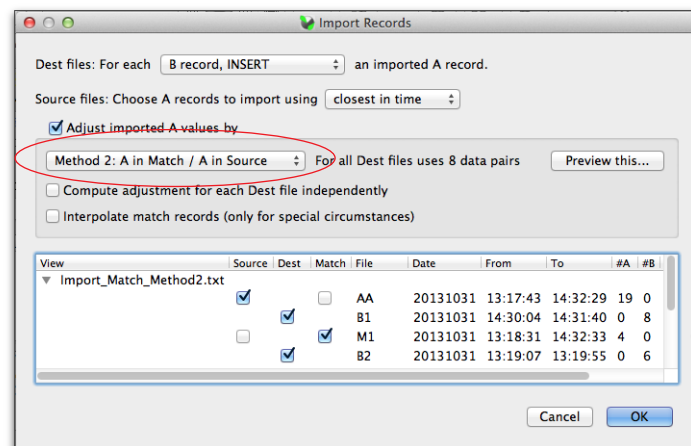 Import Records
Dest files: For each B record, INSERT an imported A record.
Source files: Choose A records to import using closest in time
Adjust imported A values by
Method 2: A in Match / A in Source For all Dest files uses 8 data pairs Preview this...
Compute adjustment for each Dest file independently
Interpolate match records (only for special circumstances)
View Source Dest Match File Date From To #A #B
Import_Match_Method2.txt
AA 20131031 13:17:43 14:32:29 19 0
B1 20131031 14:30:04 14:31:40 0 8
M1 20131031 13:18:31 14:32:33 4 0
B2 20131031 13:19:07 13:19:55 0 6
Cancel OK